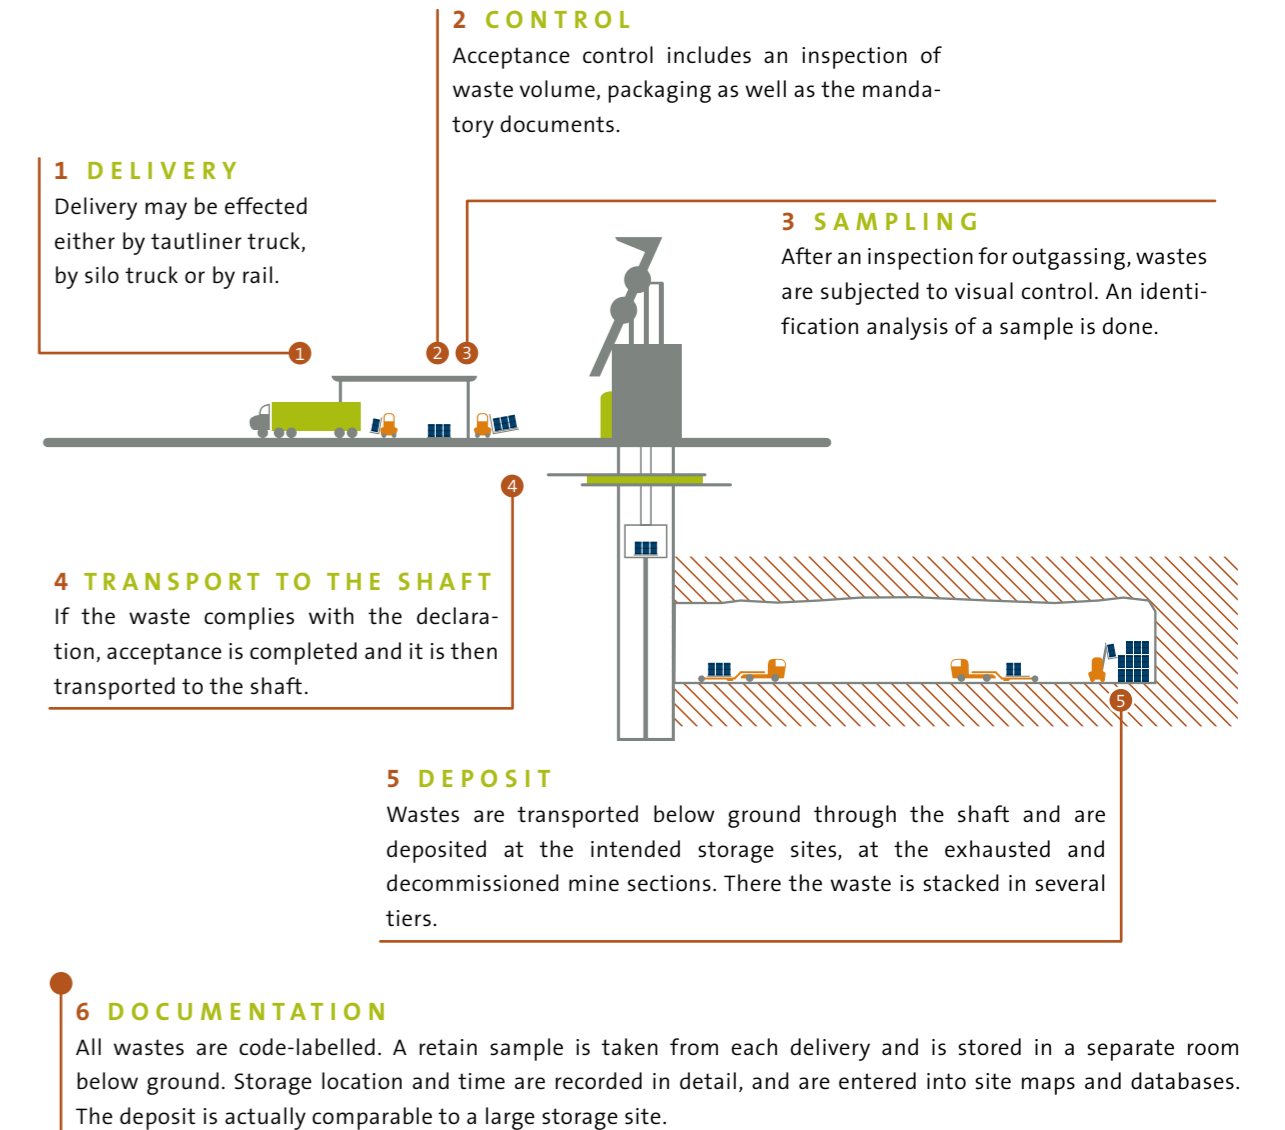 2 CONTROL
Acceptance control includes an inspection of
waste volume, packaging as well as the manda-
tory documents.
1 DELIVERY
Delivery may be effected
either by tautliner truck,
by silo truck or by rail.
3 SAMPLING
After an inspection for outgassing, wastes
are subjected to visual control. An identi-
fication analysis of a sample is done.
1
2
3
4
4 TRANSPORT TO THE SHAFT
If the waste complies with the declara-
tion, acceptance is completed and it is then
transported to the shaft.
5
5 DEPOSIT
Wastes are transported below ground through the shaft and are
deposited at the intended storage sites, at the exhausted and
decommissioned mine sections. There the waste is stacked in several
tiers.
6 DOCUMENTATION
All wastes are code-labelled. A retain sample is taken from each delivery and is stored in a separate room
below ground. Storage location and time are recorded in detail, and are entered into site maps and databases.
The deposit is actually comparable to a large storage site.